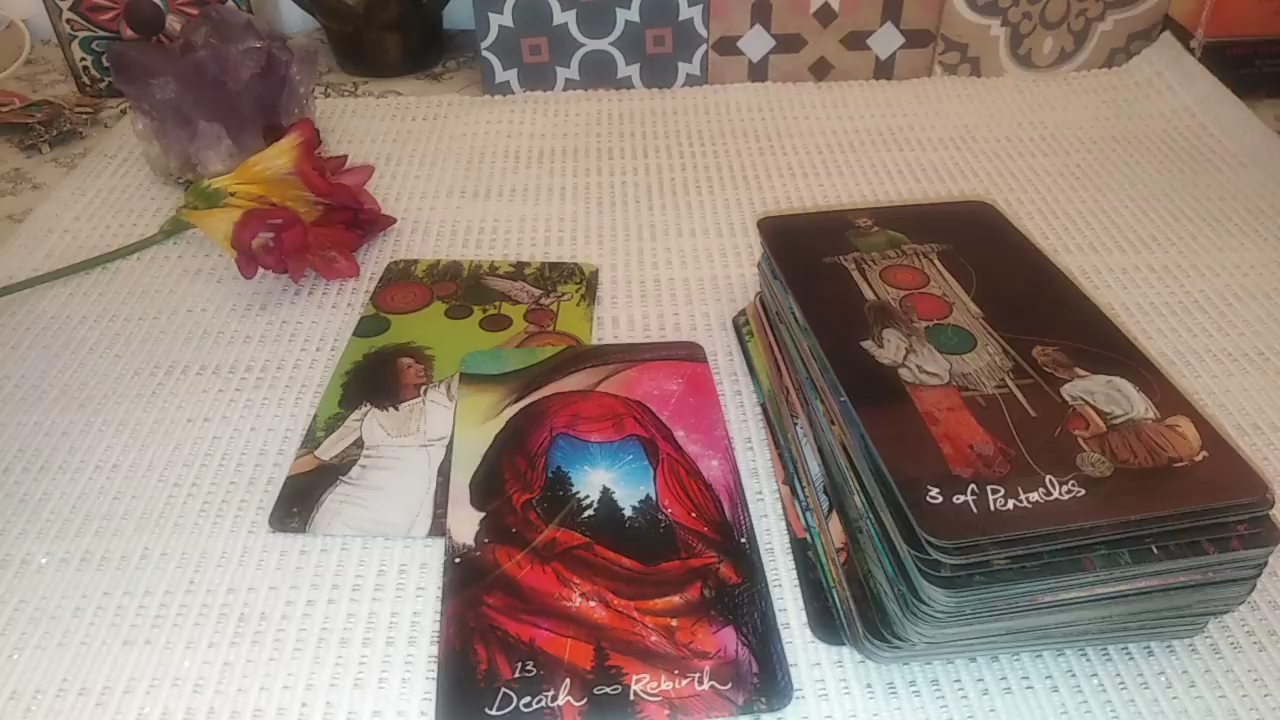 3 of Pentacles
13.
Death ∞ Rebirth